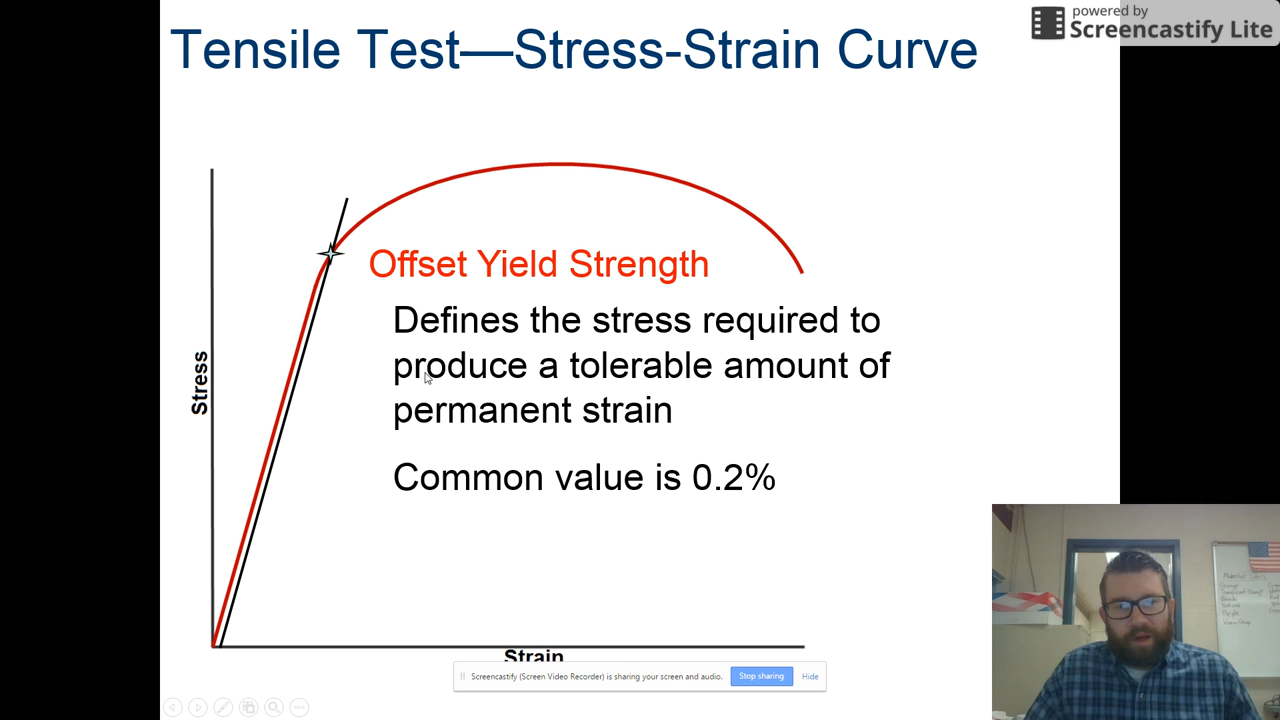 powered by
Screencastify Lite
Tensile Test—Stress-Strain Curve
Offset Yield Strength
Defines the stress required to
produce a tolerable amount of
permanent strain
Common value is 0.2%
Stress
Strain
Screencastify (Screen Video Recorder) is sharing your screen and audio.
Stop sharing
Hide